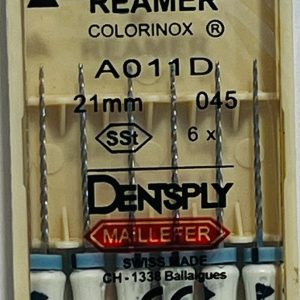 REAMER
COLORINOX ®
A011D
21mm 045
SSt 6 x
DENTSPLY
MAILLEFER
SWISS MADE
CH - 1338 Ballaigues